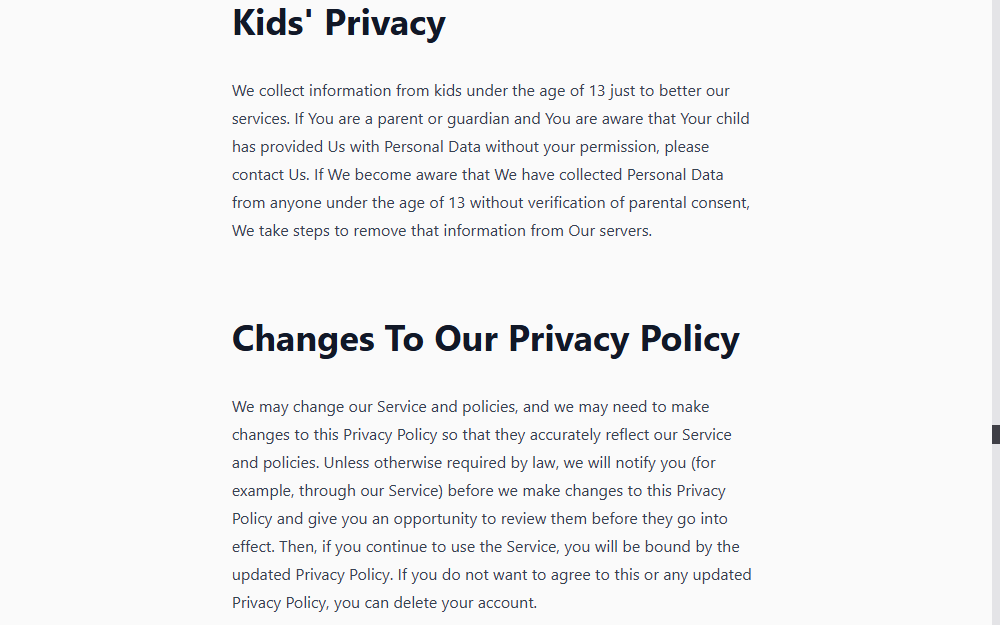 Kids' Privacy
We collect information from kids under the age of 13 just to better our
services. If You are a parent or guardian and You are aware that Your child
has provided Us with Personal Data without your permission, please
contact Us. If We become aware that We have collected Personal Data
from anyone under the age of 13 without verification of parental consent,
We take steps to remove that information from Our servers.
Changes To Our Privacy Policy
We may change our Service and policies, and we may need to make
changes to this Privacy Policy so that they accurately reflect our Service
and policies. Unless otherwise required by law, we will notify you (for
example, through our Service) before we make changes to this Privacy
Policy and give you an opportunity to review them before they go into
effect. Then, if you continue to use the Service, you will be bound by the
updated Privacy Policy. If you do not want to agree to this or any updated
Privacy Policy, you can delete your account.